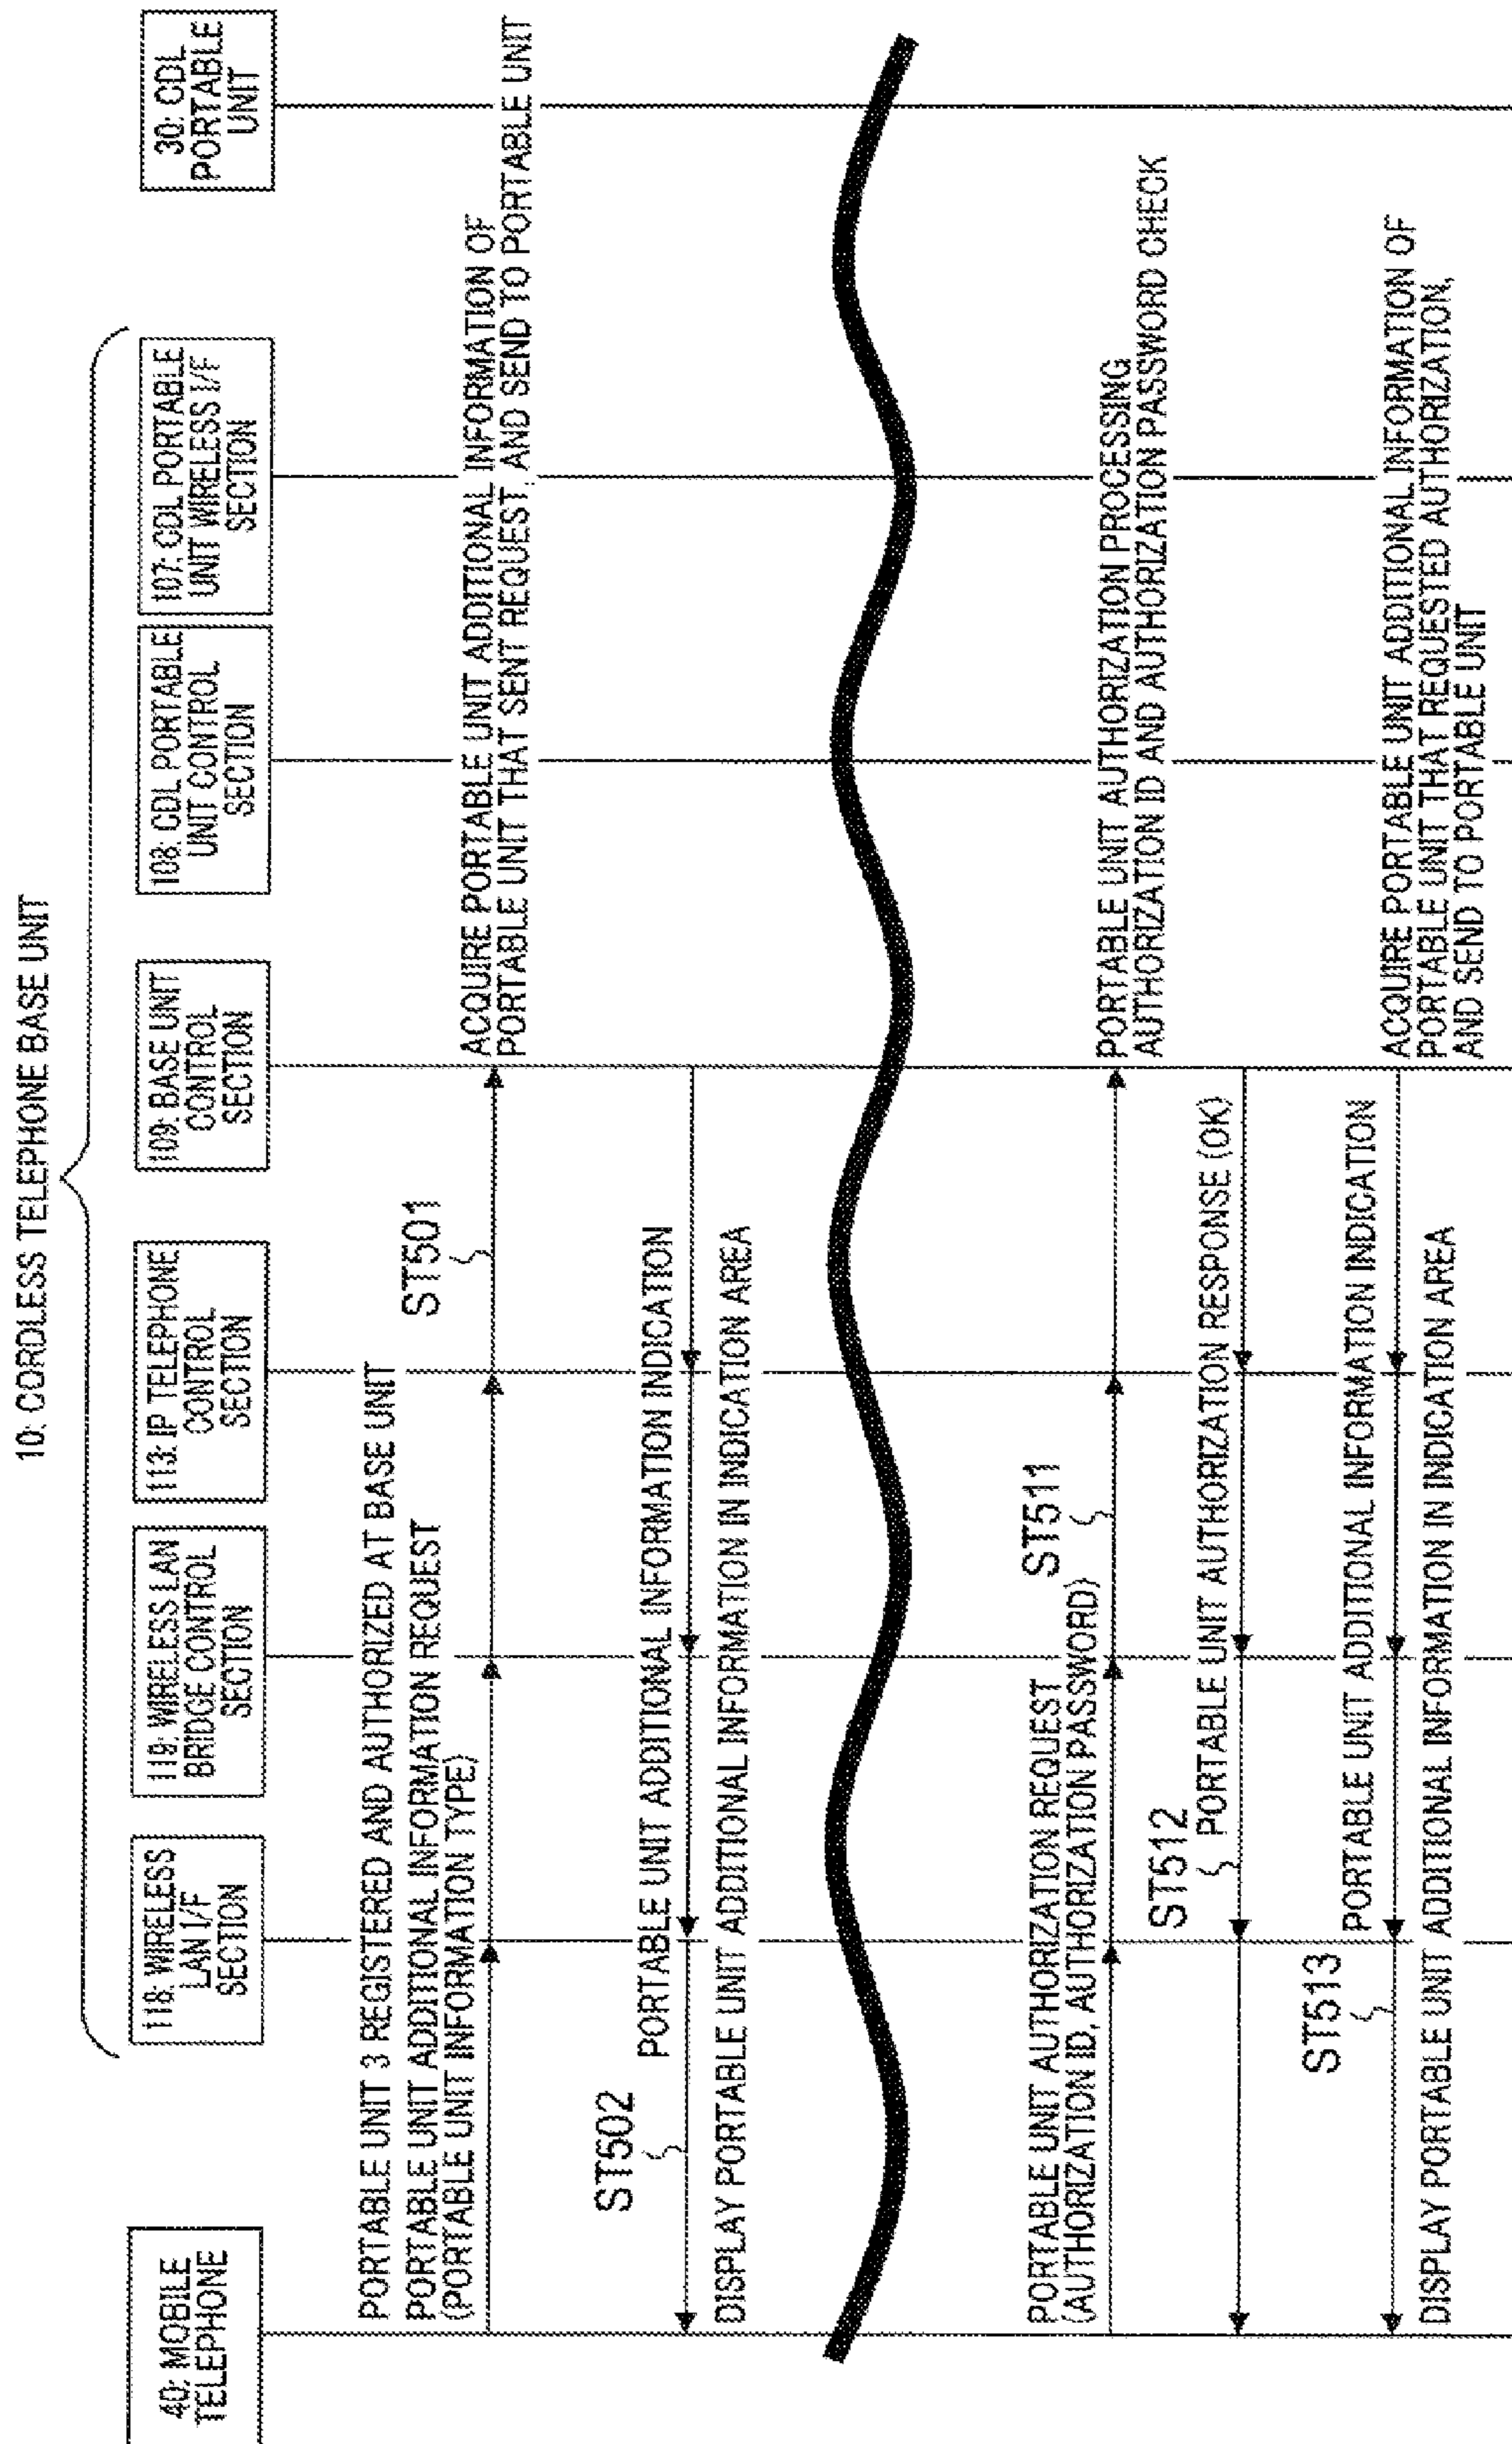 10: CORDLESS TELEPHONE BASE UNIT
40: MOBILE
TELEPHONE
118: WIRELESS
LAN I/F
SECTION
119: WIRELESS LAN
BRIDGE CONTROL
SECTION
113: IP TELEPHONE
CONTROL
SECTION
109: BASE UNIT
CONTROL
SECTION
108: CDL PORTABLE
UNIT CONTROL
SECTION
107: CDL PORTABLE
UNIT WIRELESS I/F
SECTION
30: CDL
PORTABLE
UNIT
PORTABLE UNIT 3 REGISTERED AND AUTHORIZED AT BASE UNIT
PORTABLE UNIT ADDITIONAL INFORMATION REQUEST
(PORTABLE UNIT INFORMATION TYPE)
ST501
ACQUIRE PORTABLE UNIT ADDITIONAL INFORMATION OF
PORTABLE UNIT THAT SENT REQUEST, AND SEND TO PORTABLE UNIT
ST502
PORTABLE UNIT ADDITIONAL INFORMATION INDICATION
DISPLAY PORTABLE UNIT ADDITIONAL INFORMATION IN INDICATION AREA
PORTABLE UNIT AUTHORIZATION REQUEST
(AUTHORIZATION ID, AUTHORIZATION PASSWORD)
ST511
PORTABLE UNIT AUTHORIZATION PROCESSING
AUTHORIZATION ID AND AUTHORIZATION PASSWORD CHECK
ST512
PORTABLE UNIT AUTHORIZATION RESPONSE (OK)
ST513
PORTABLE UNIT ADDITIONAL INFORMATION INDICATION
ACQUIRE PORTABLE UNIT ADDITIONAL INFORMATION OF
PORTABLE UNIT THAT REQUESTED AUTHORIZATION,
AND SEND TO PORTABLE UNIT
DISPLAY PORTABLE UNIT ADDITIONAL INFORMATION IN INDICATION AREA